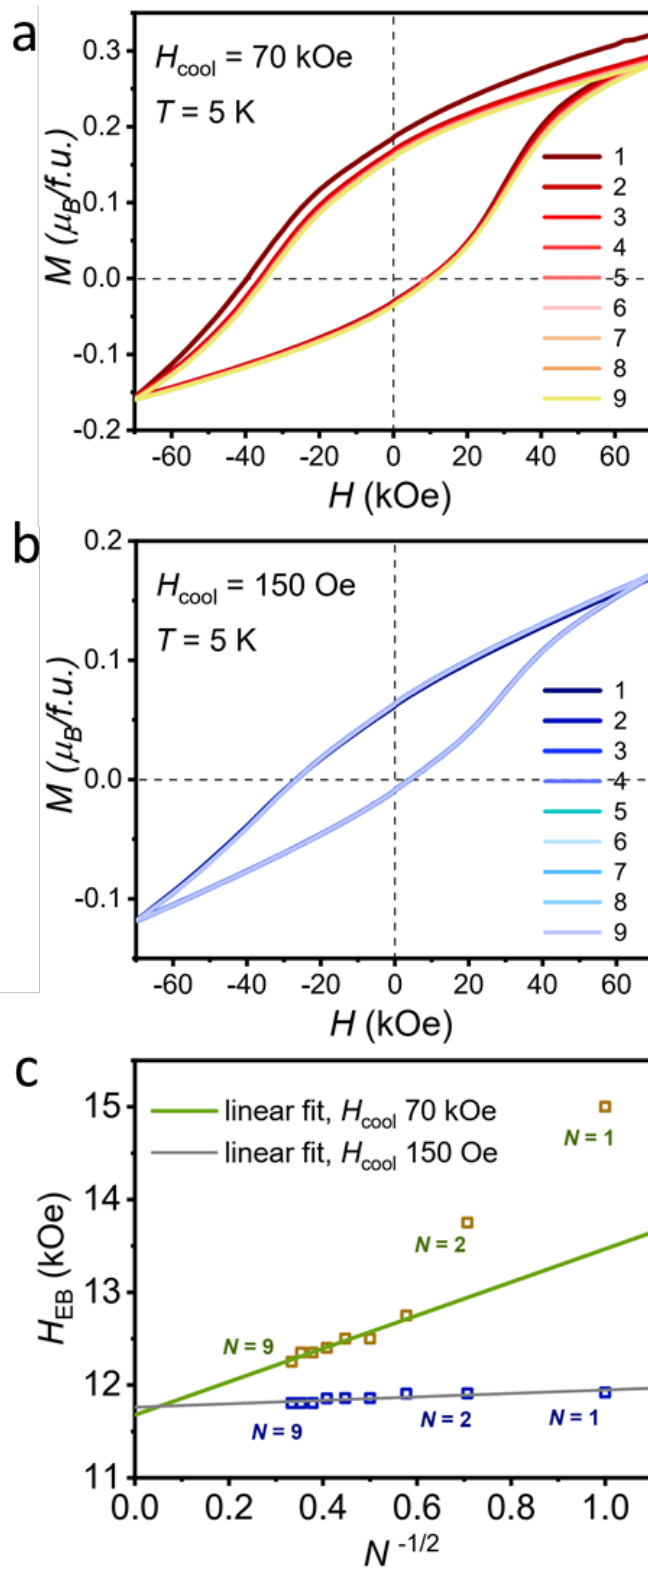 a
H_cool = 70 kOe
T = 5 K
M (μ_B/f.u.)
0.3
0.2
0.1
0.0
-0.1
-0.2
1
2
3
4
5
6
7
8
9
-60 -40 -20 0 20 40 60
H (kOe)
b
H_cool = 150 Oe
T = 5 K
M (μ_B/f.u.)
0.2
0.1
0.0
-0.1
1
2
3
4
5
6
7
8
9
-60 -40 -20 0 20 40 60
H (kOe)
c
linear fit, H_cool 70 kOe
linear fit, H_cool 150 Oe
H_EB (kOe)
15
14
13
12
11
N = 1
N = 2
N = 9
N = 9
N = 2
N = 1
0.0 0.2 0.4 0.6 0.8 1.0
N^-1/2